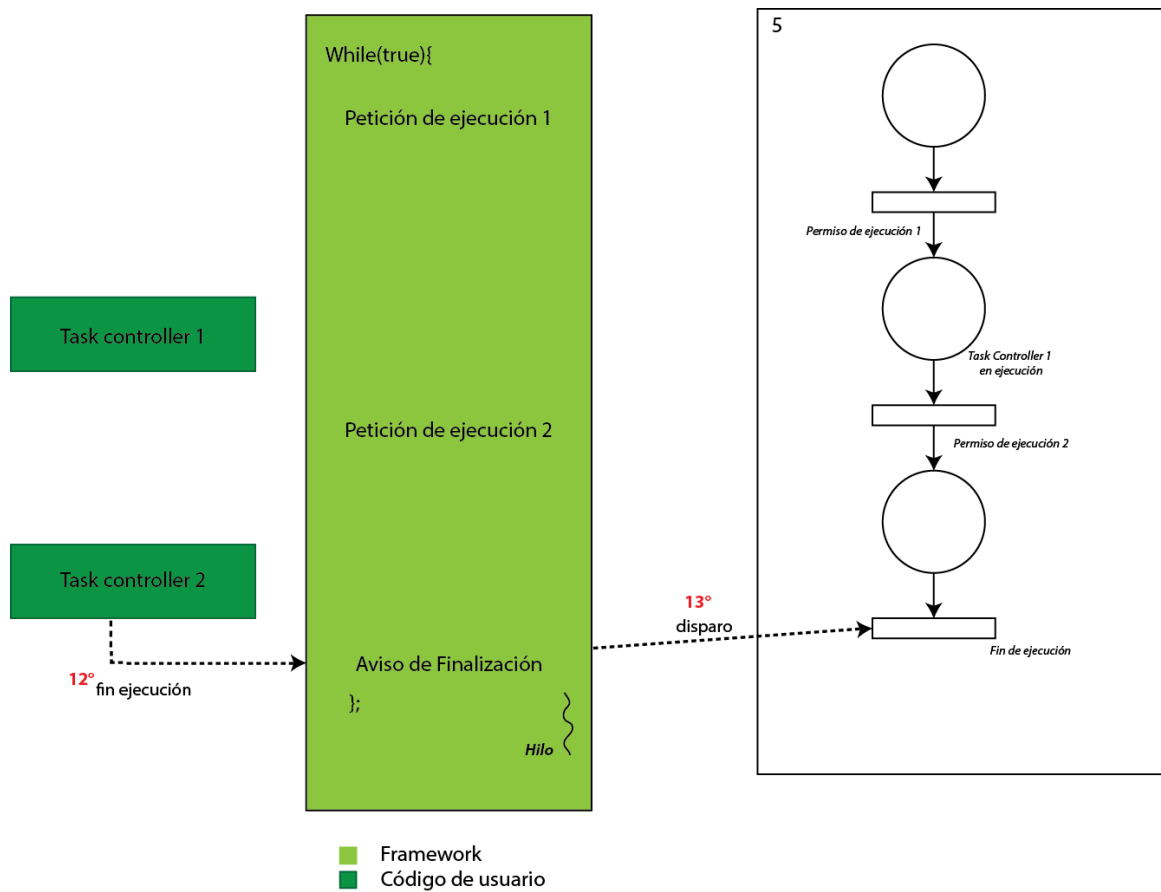 5
While(true){
Petición de ejecución 1
Permiso de ejecución 1
Task controller 1
Task Controller 1
en ejecución
Petición de ejecución 2
Permiso de ejecución 2
Task controller 2
13°
disparo
Fin de ejecución
Aviso de Finalización
12° fin ejecución
};
Hilo
Framework
Código de usuario